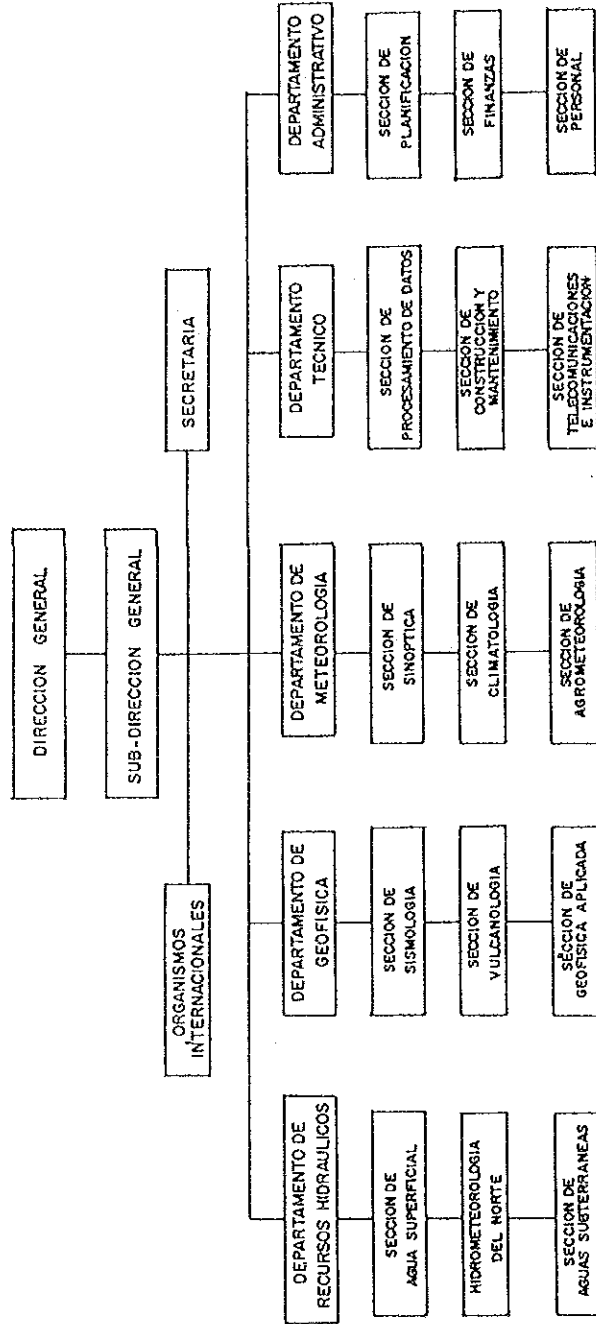 DIRECCION GENERAL
SUB-DIRECCION GENERAL
ORGANISMOS
INTERNACIONALES
SECRETARIA
DEPARTAMENTO DE
RECURSOS HIDRAULICOS
SECCION DE
AGUA SUPERFICIAL
HIDROMETEOROLOGIA
DEL NORTE
SECCION DE
AGUAS SUBTERRANEAS
DEPARTAMENTO DE
GEOFISICA
SECCION DE
SISMOLOGIA
SECCION DE
VULCANOLOGIA
SECCION DE
GEOFISICA APLICADA
DEPARTAMENTO DE
METEOROLOGIA
SECCION DE
SINOPTICA
SECCION DE
CLIMATOLOGIA
SECCION DE
AGROMETEOROLOGIA
DEPARTAMENTO
TECNICO
SECCION DE
PROCESAMIENTO DE DATOS
SECCION DE
CONSTRUCCION Y
MANTENIMIENTO
SECCION DE
TELECOMUNICACIONES
E INSTRUMENTACION
DEPARTAMENTO
ADMINISTRATIVO
SECCION DE
PLANIFICACION
SECCION DE
FINANZAS
SECCION DE
PERSONAL